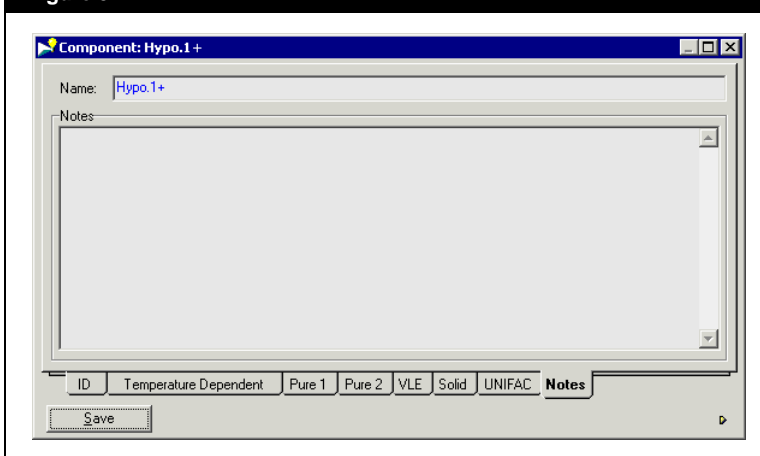 Component: Hypo.1+
Name: Hypo.1+
Notes
ID Temperature Dependent Pure 1 Pure 2 VLE Solid UNIFAC Notes
Save